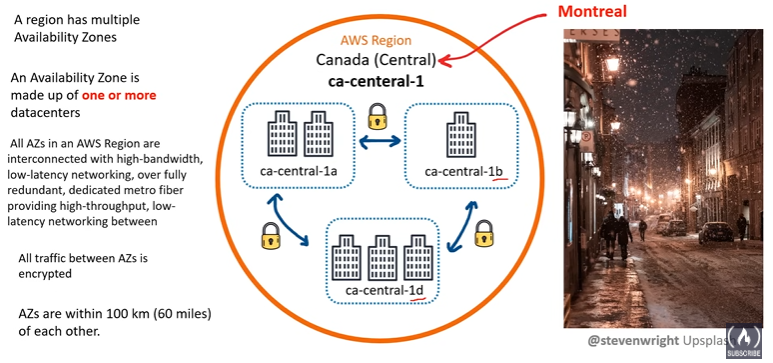 A region has multiple
Availability Zones
An Availability Zone is
made up of one or more
datacenters
All AZs in an AWS Region are
interconnected with high-bandwidth,
low-latency networking, over fully
redundant, dedicated metro fiber
providing high-throughput, low-
latency networking between
All traffic between AZs is
encrypted
AZs are within 100 km (60 miles)
of each other.
AWS Region
Canada (Central)
ca-centeral-1
ca-central-1a
ca-central-1b
ca-central-1d
Montreal
@stevenwright Upsplash
SUBSCRIBE